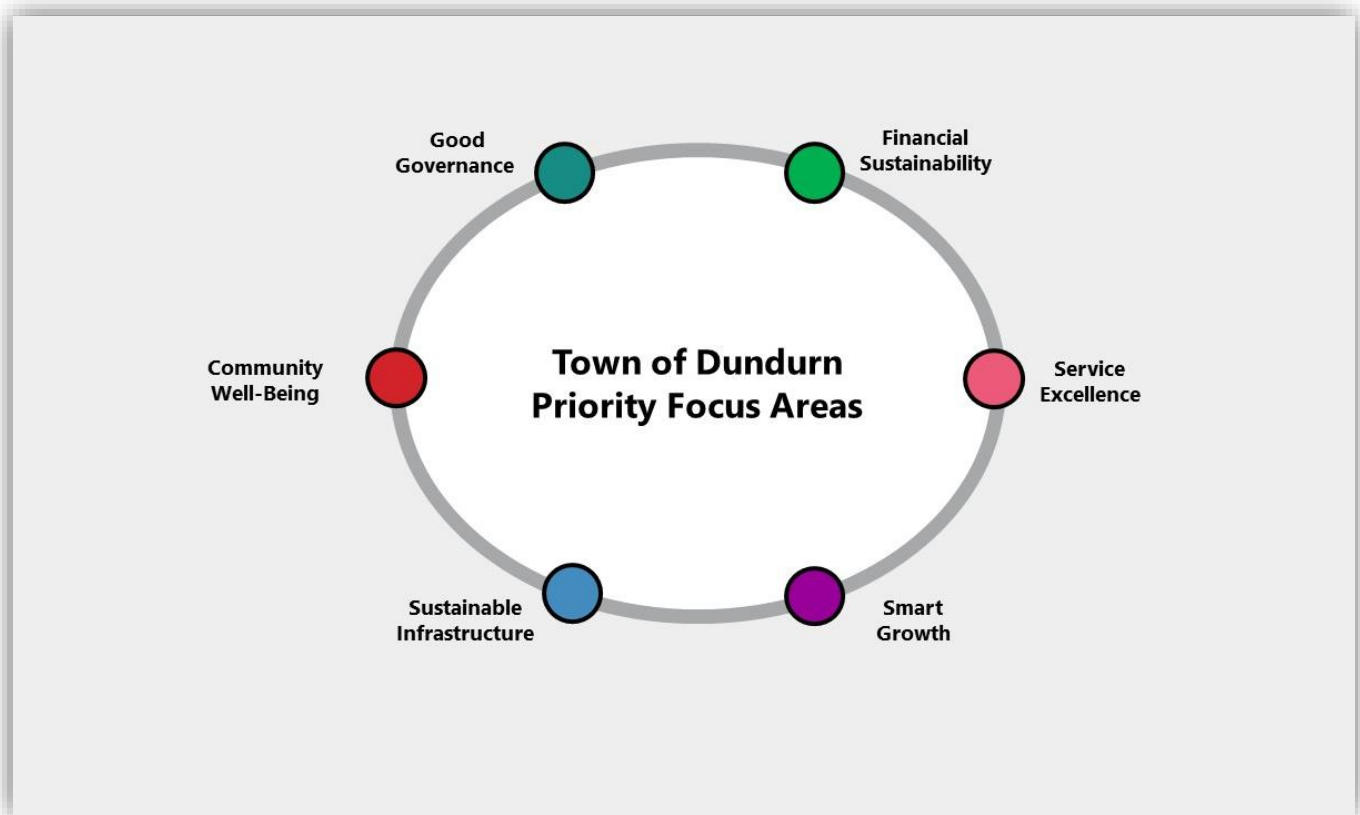 Good
Governance
Financial
Sustainability
Community
Well-Being
Town of Dundurn
Priority Focus Areas
Service
Excellence
Sustainable
Infrastructure
Smart
Growth